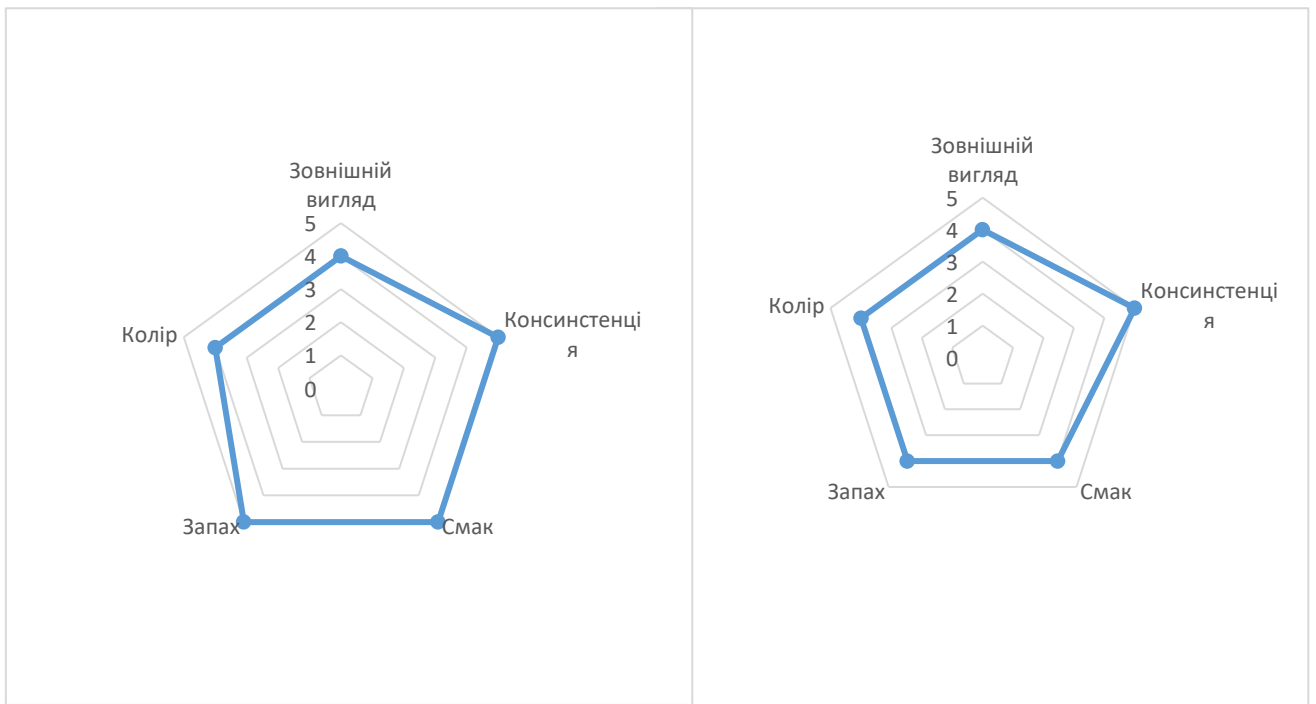 Зовнішній
вигляд
5
4
3
2
1
0
Консинстенці
я
Смак
Запах
Колір
Зовнішній
вигляд
5
4
3
2
1
0
Консинстенці
я
Смак
Запах
Колір